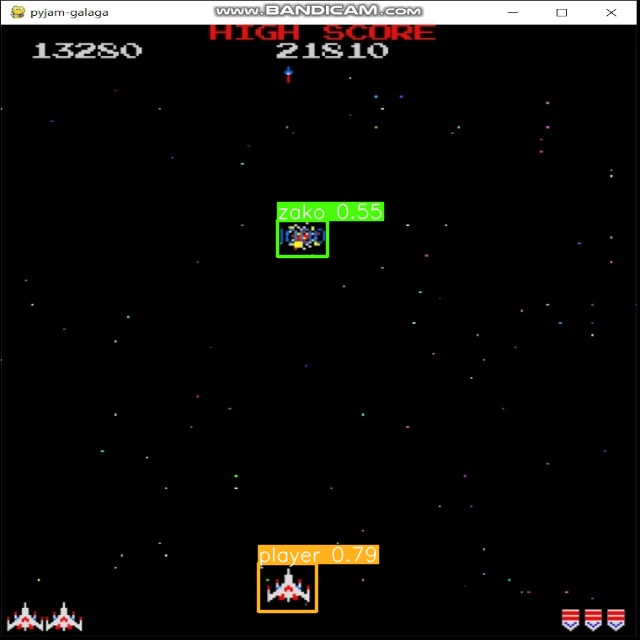 pyjam-galaga
www.BANDICAM.com
HIGH SCORE
13280
21810
zako 0.55
player 0.79